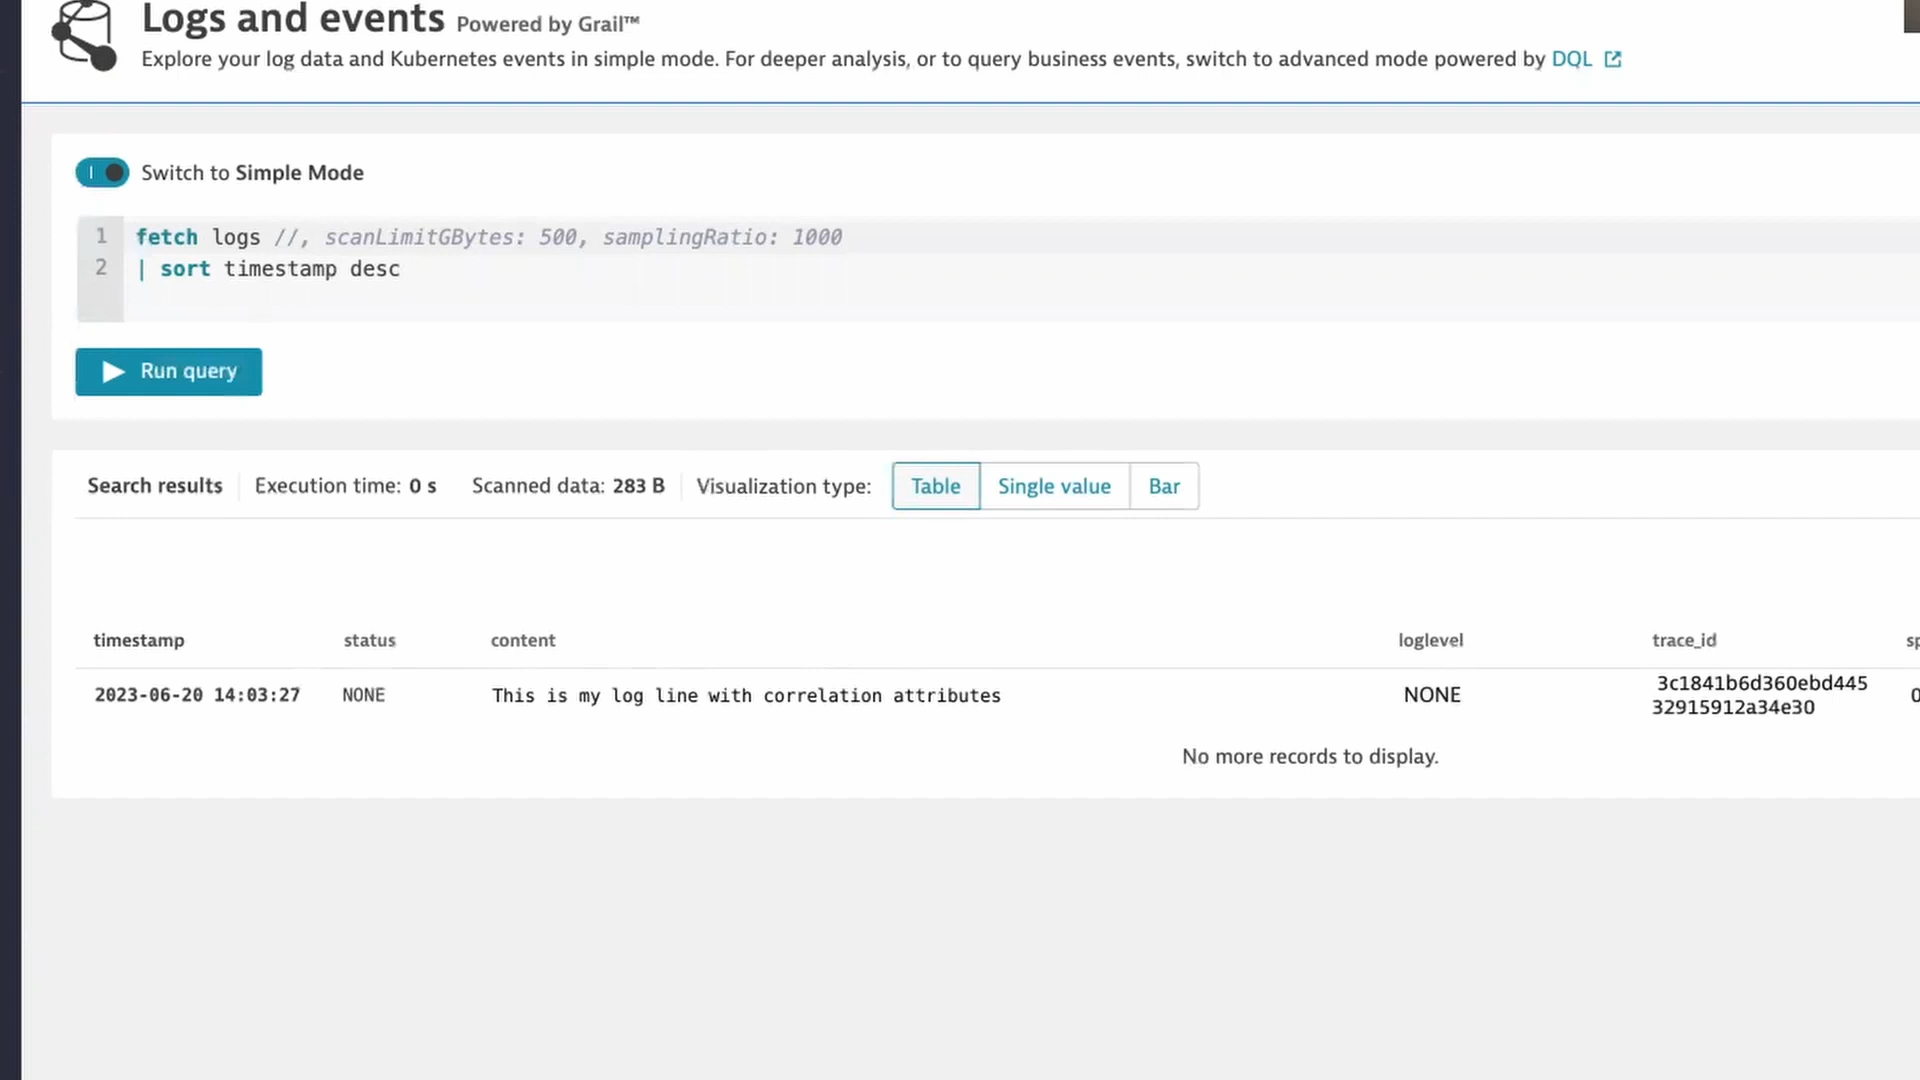 Logs and events Powered by Grail™
Explore your log data and Kubernetes events in simple mode. For deeper analysis, or to query business events, switch to advanced mode powered by DQL
Switch to Simple Mode
1 fetch logs //, scanLimitGBytes: 500, samplingRatio: 1000
2 | sort timestamp desc
Run query
Search results Execution time: 0 s Scanned data: 283 B Visualization type: Table Single value Bar
timestamp status content loglevel trace_id sp
2023-06-20 14:03:27 NONE This is my log line with correlation attributes NONE 3c1841b6d360ebd445 0
32915912a34e30
No more records to display.